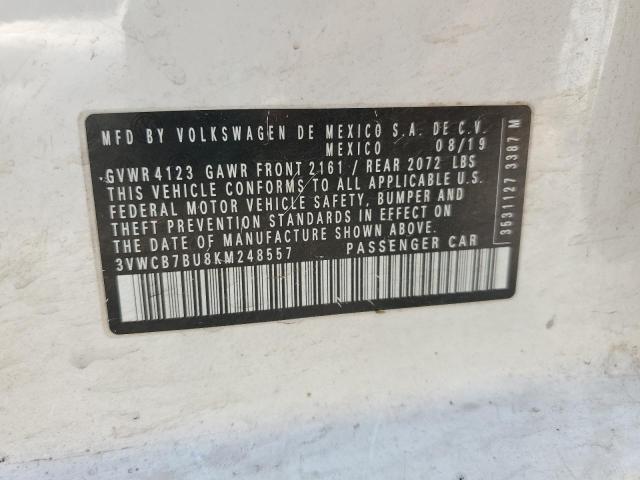 MFD BY VOLKSWAGEN DE MEXICO S.A. DE C.V.
MEXICO 08/19
GVWR 4123 GAWR FRONT 2161 / REAR 2072 LBS
THIS VEHICLE CONFORMS TO ALL APPLICABLE U.S.
FEDERAL MOTOR VEHICLE SAFETY, BUMPER AND
THEFT PREVENTION STANDARDS IN EFFECT ON
THE DATE OF MANUFACTURE SHOWN ABOVE.
3VWCB7BU8KM248557 PASSENGER CAR
3531127 3387 M